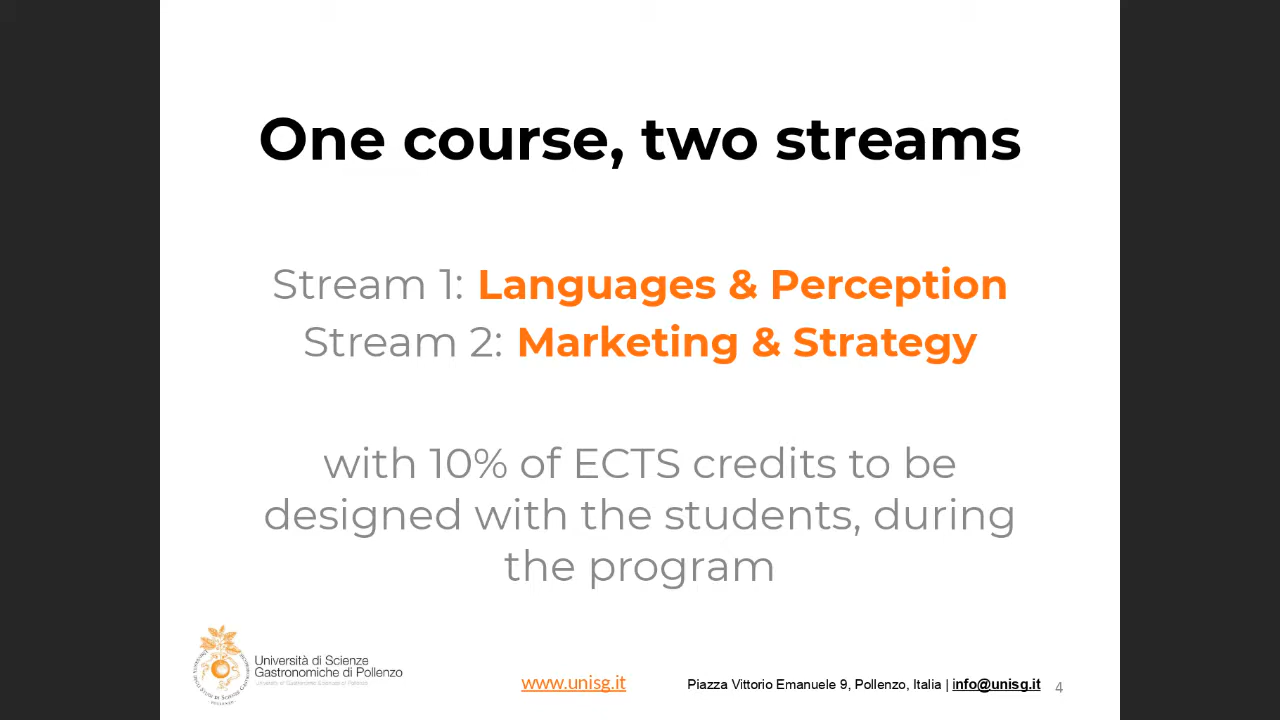 One course, two streams
Stream 1: Languages & Perception
Stream 2: Marketing & Strategy
with 10% of ECTS credits to be
designed with the students, during
the program
Università di Scienze
Gastronomiche di Pollenzo
www.unisg.it
Piazza Vittorio Emanuele 9, Pollenzo, Italia | info@unisg.it
4